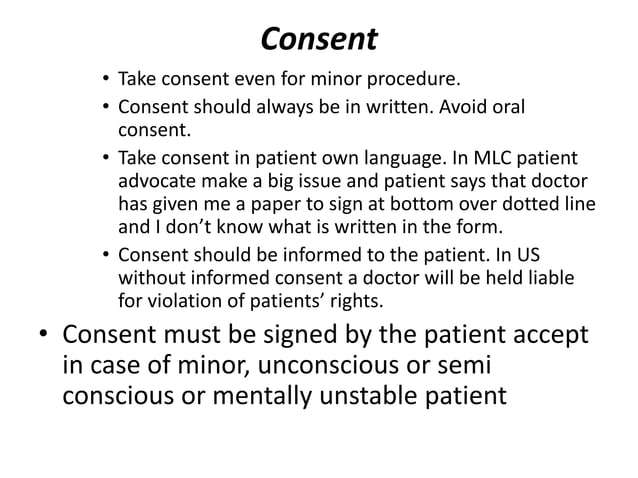 Consent
• Take consent even for minor procedure.
• Consent should always be in written. Avoid oral
consent.
• Take consent in patient own language. In MLC patient
advocate make a big issue and patient says that doctor
has given me a paper to sign at bottom over dotted line
and I don’t know what is written in the form.
• Consent should be informed to the patient. In US
without informed consent a doctor will be held liable
for violation of patients’ rights.
• Consent must be signed by the patient accept
in case of minor, unconscious or semi
conscious or mentally unstable patient